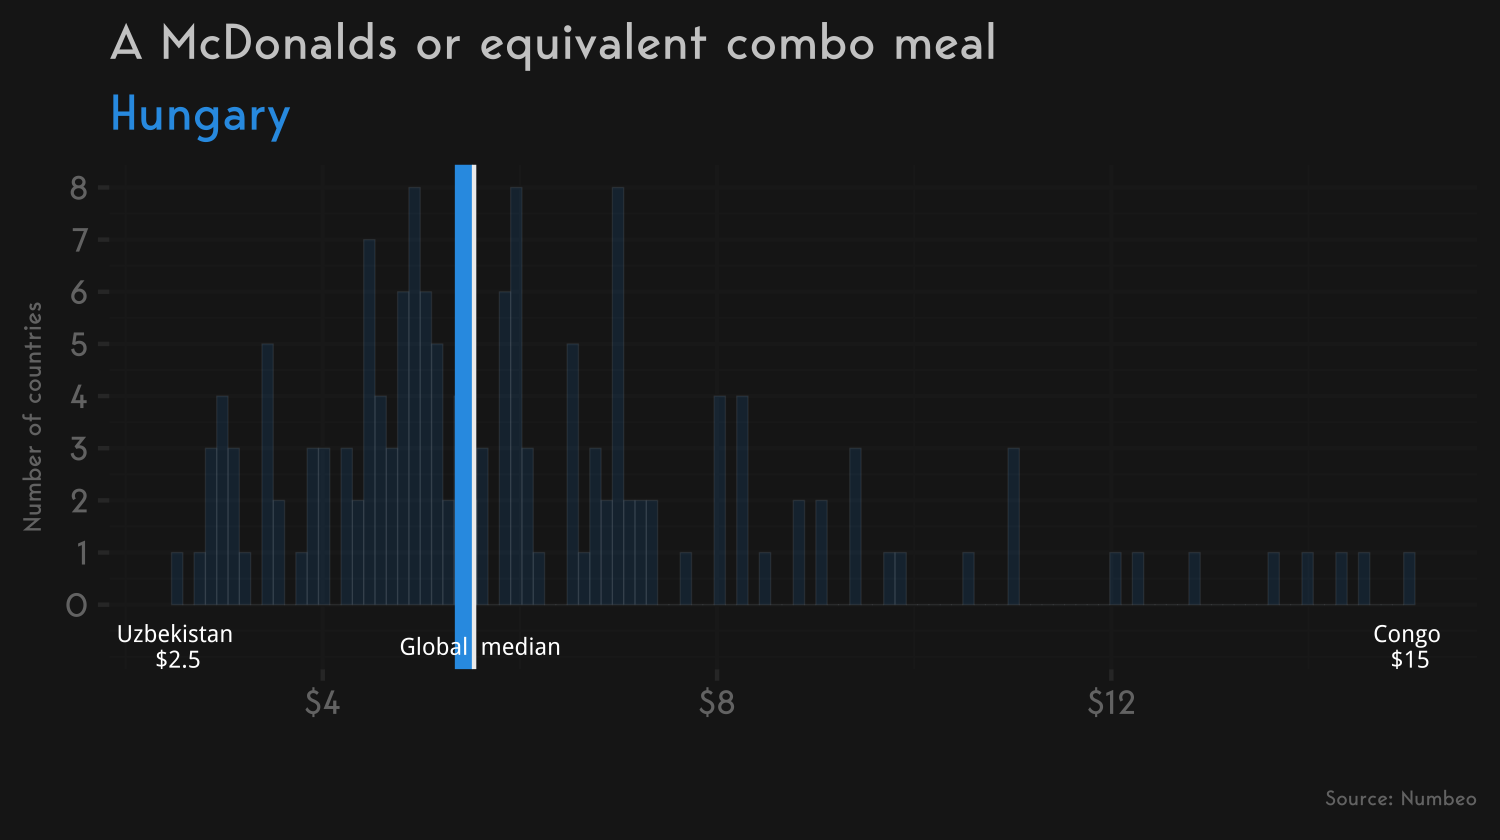 A McDonalds or equivalent combo meal
Hungary
Number of countries
8
7
6
5
4
3
2
1
0
Uzbekistan
$2.5
Global median
Congo
$15
$4 $8 $12
Source: Numbeo